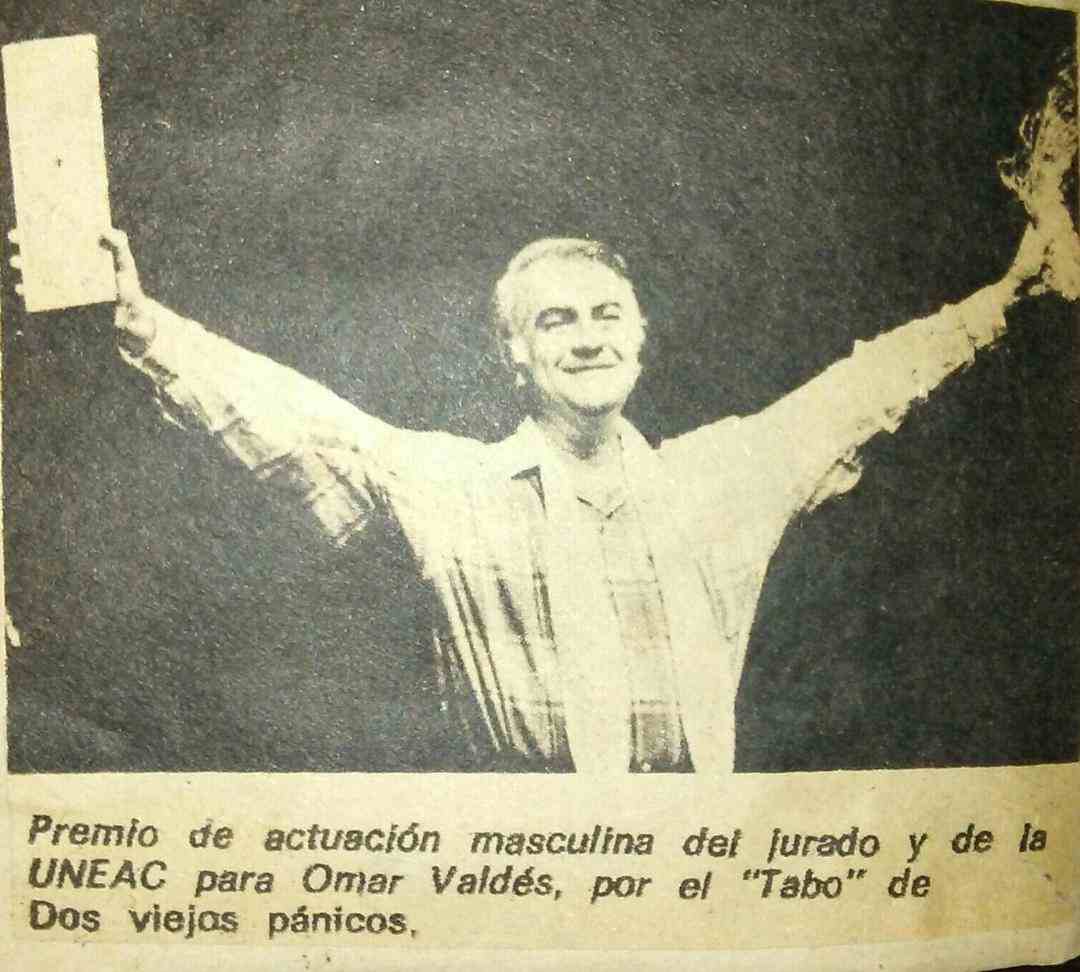 Premio de actuación masculina del jurado y de la
UNEAC para Omar Valdés, por el "Tabo" de
Dos viejos pánicos.